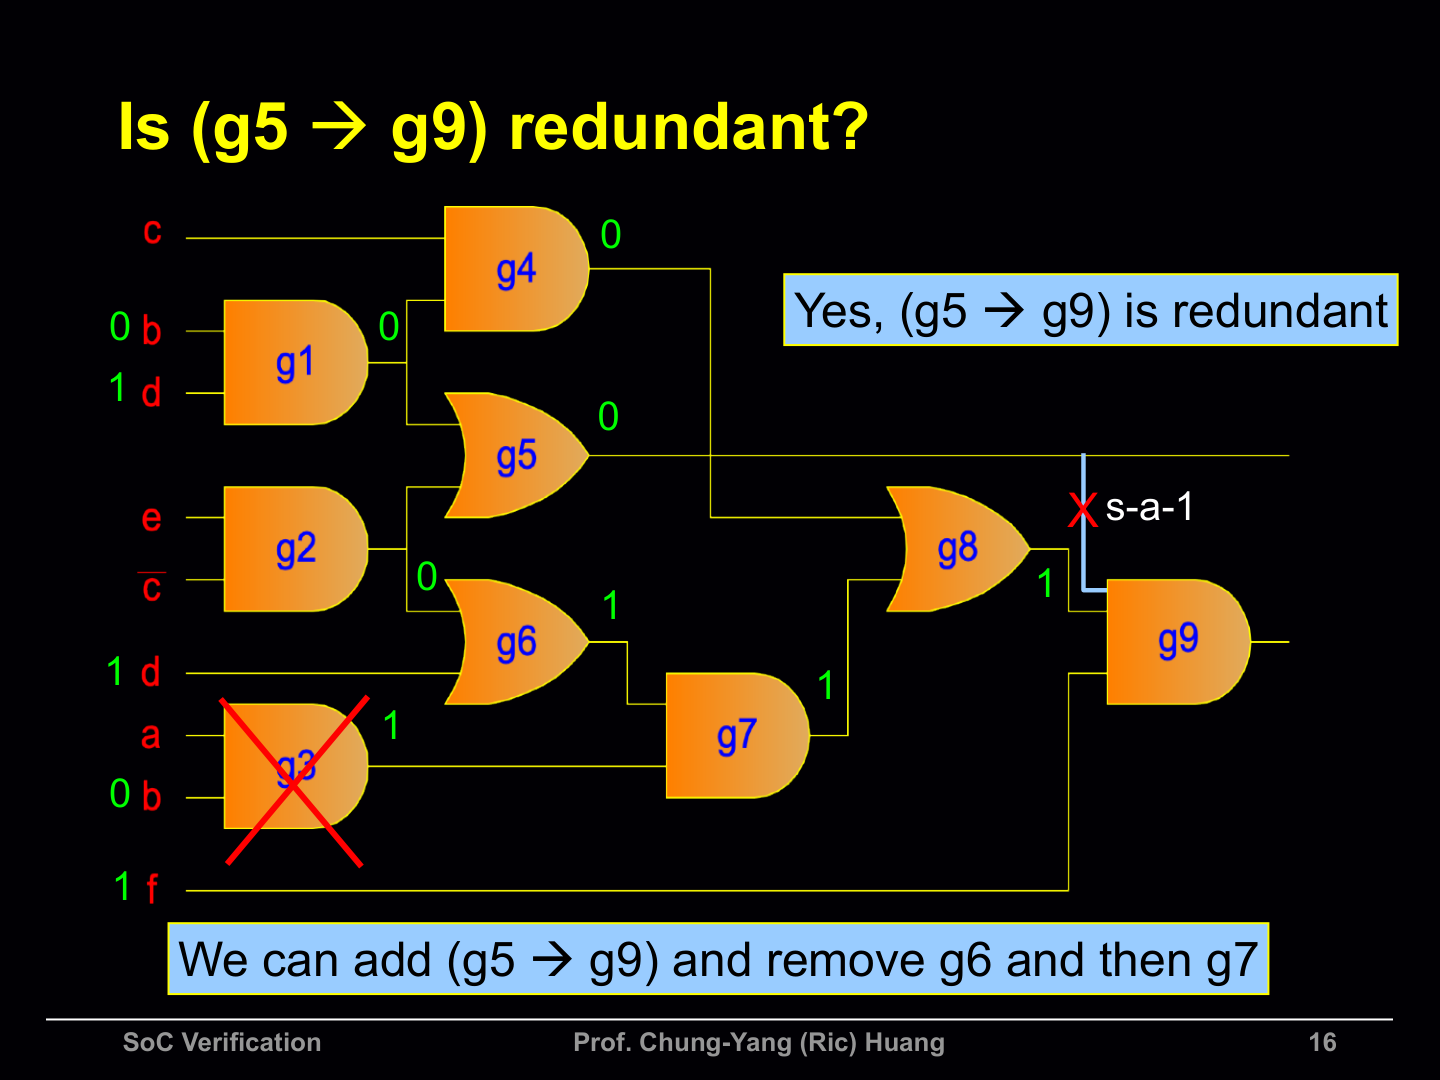 Is (g5 → g9) redundant?
c
g4
0
Yes, (g5 → g9) is redundant
0 b
0
g1
1 d
0
g5
e
g2
X s-a-1
g8
c̅
0
1
1
g6
g9
1 d
1
a
1
g3
g7
0 b
1 f
We can add (g5 → g9) and remove g6 and then g7
SoC Verification
Prof. Chung-Yang (Ric) Huang
16